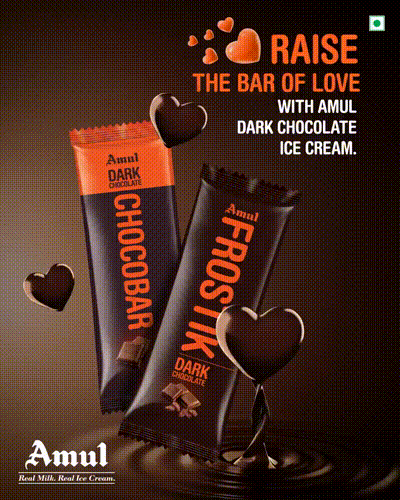 RAISE
THE BAR OF LOVE
WITH AMUL
DARK CHOCOLATE
ICE CREAM.
Amul
DARK
CHOCOLATE
CHOCOBAR
Amul
FROSTIK
DARK
CHOCOLATE
Amul
Real Milk. Real Ice Cream.